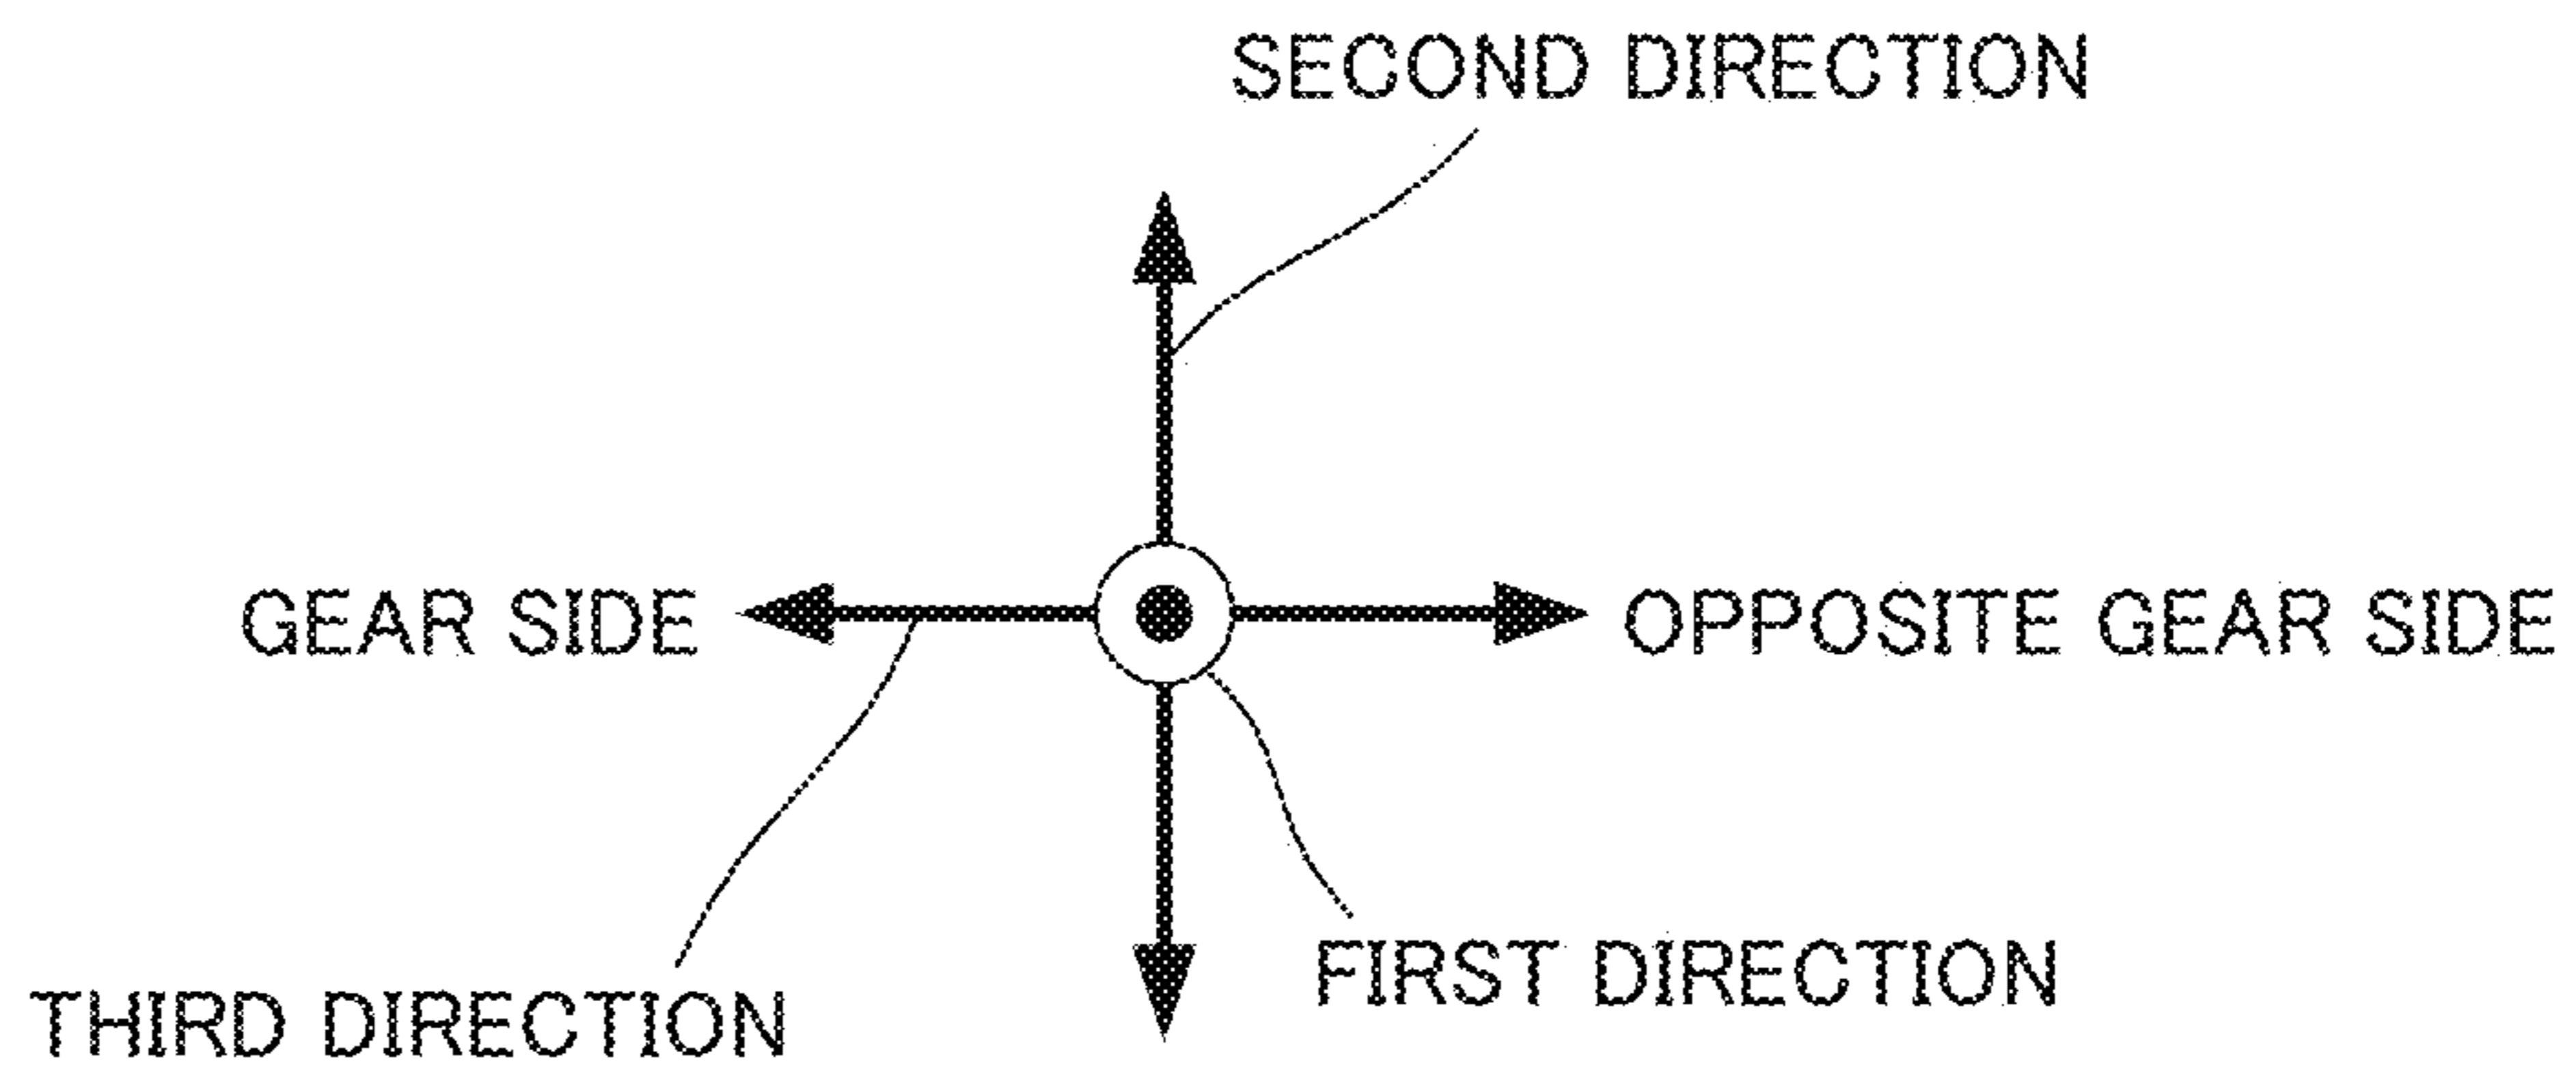 SECOND DIRECTION
GEAR SIDE
OPPOSITE GEAR SIDE
FIRST DIRECTION
THIRD DIRECTION